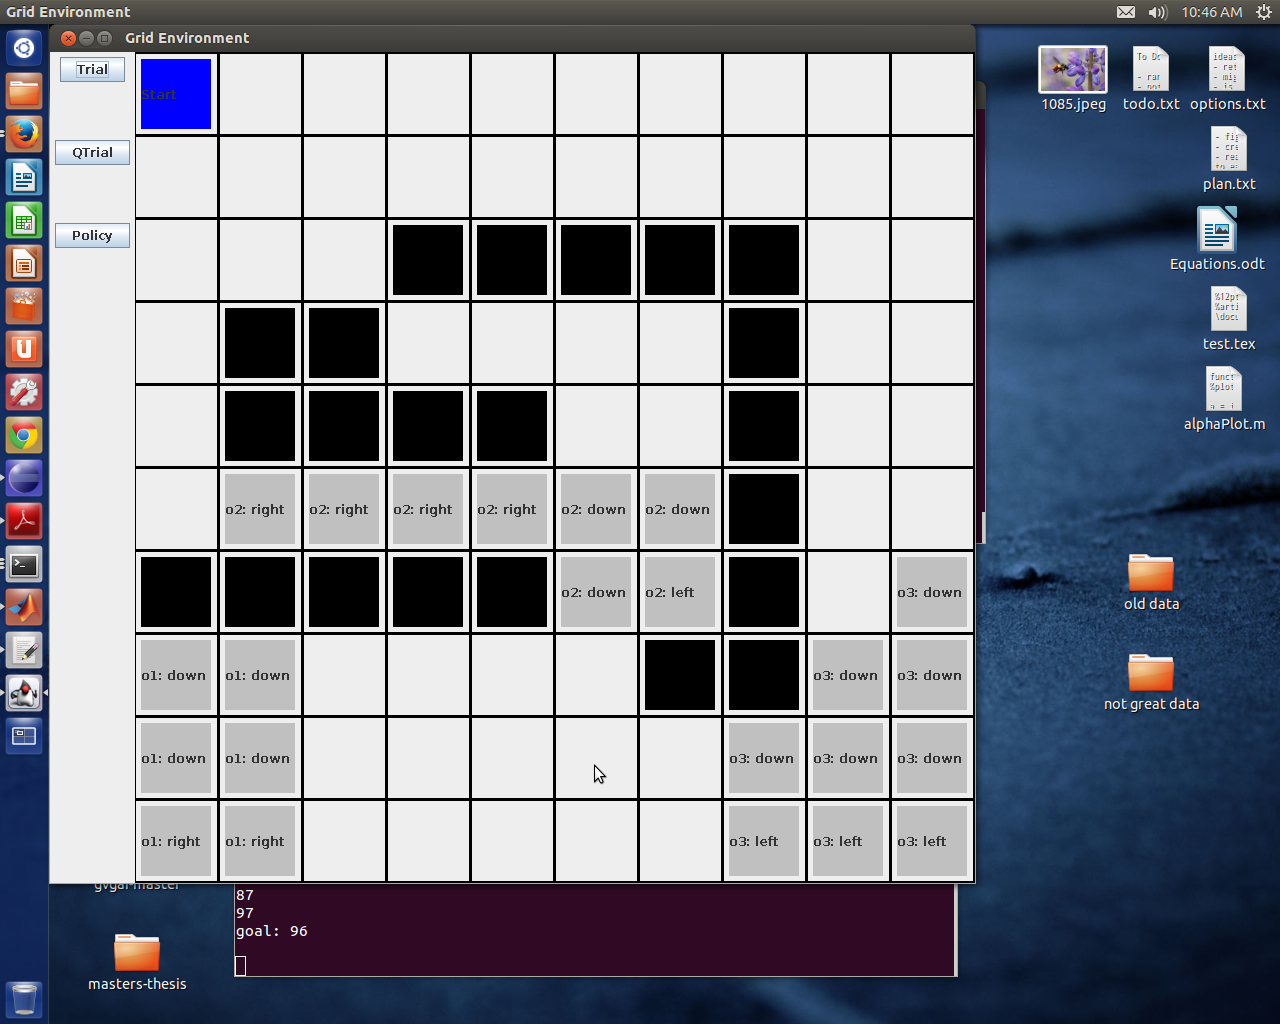 Grid Environment
10:46 AM
Grid Environment
Trial
QTrial
Policy
Start
o2: right o2: right o2: right o2: right o2: down o2: down
o2: down o2: left o3: down
o1: down o1: down o3: down o3: down
o1: down o1: down o3: down o3: down o3: down
o1: right o1: right o3: left o3: left o3: left
87
97
goal: 96
1085.jpeg
todo.txt
options.txt
plan.txt
Equations.odt
test.tex
alphaPlot.m
old data
not great data
gvgai-master
masters-thesis